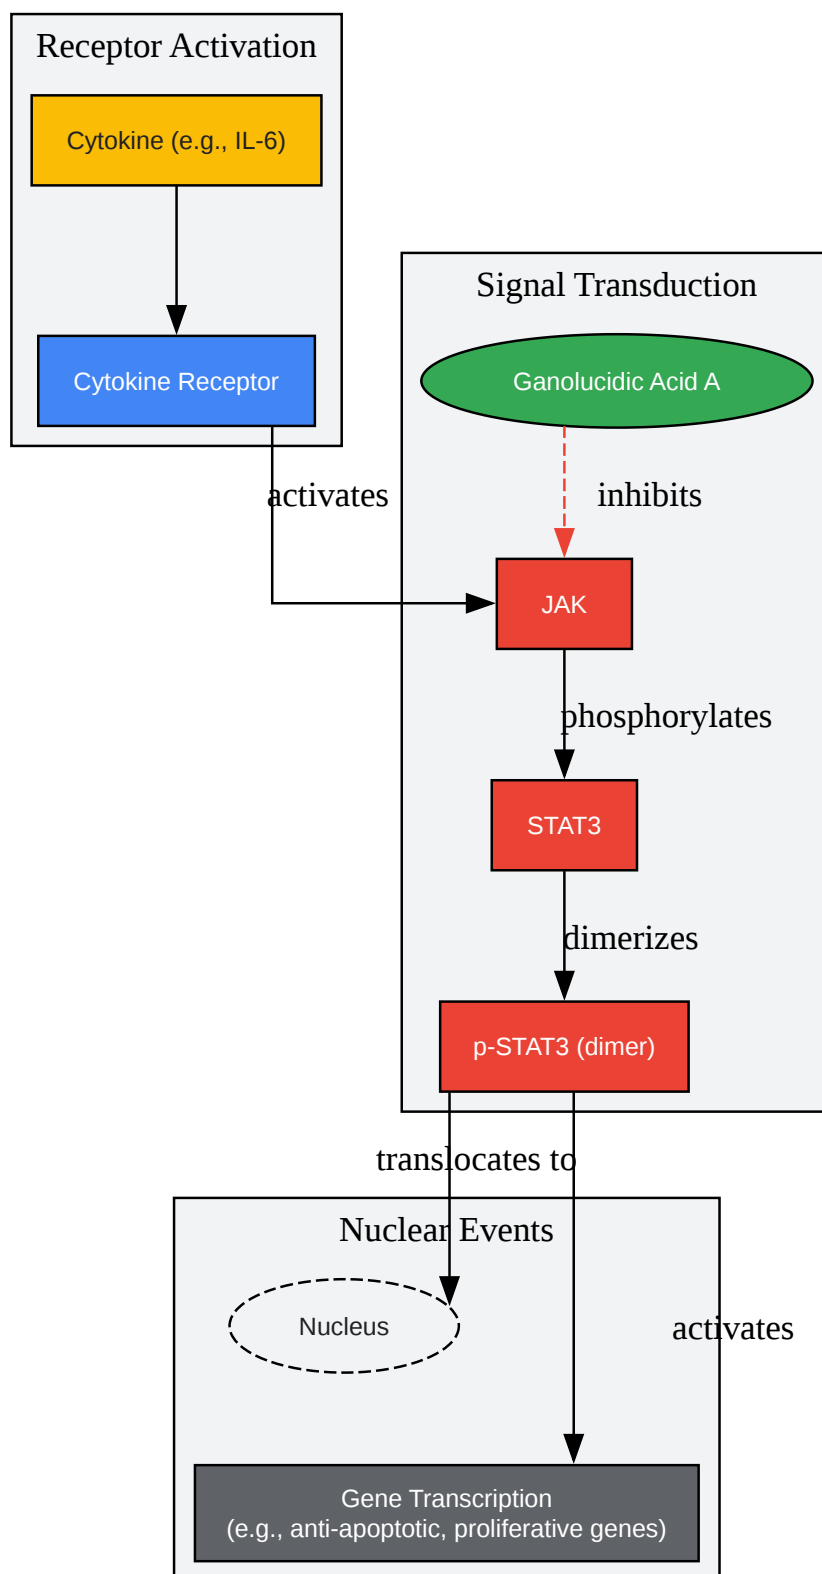 Receptor Activation
Cytokine (e.g., IL-6)
Signal Transduction
Cytokine Receptor
Ganolucidic Acid A
activates
inhibits
JAK
phosphorylates
STAT3
dimerizes
p-STAT3 (dimer)
translocates to
Nuclear Events
Nucleus
activates
Gene Transcription
(e.g., anti-apoptotic, proliferative genes)